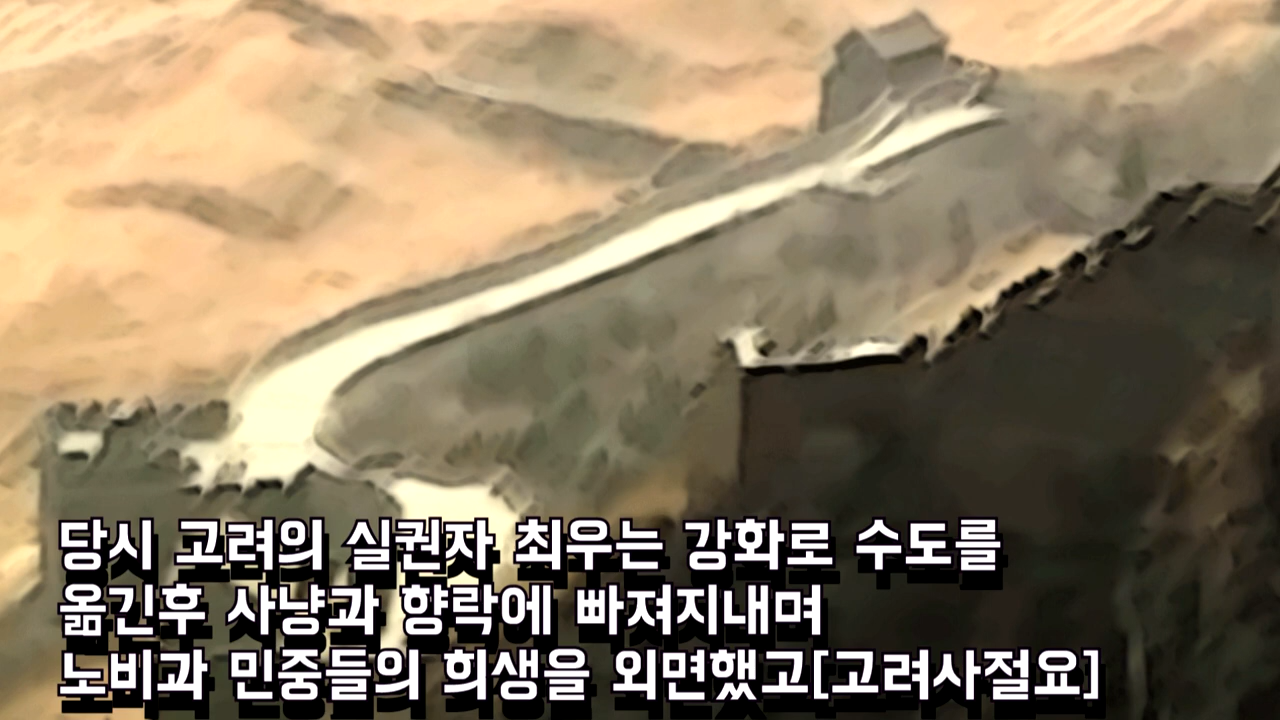 당시 고려의 실권자 최우는 강화로 수도를
옮긴후 사냥과 향락에 빠져지내며
노비과 민중들의 희생을 외면했고[고려사절요]